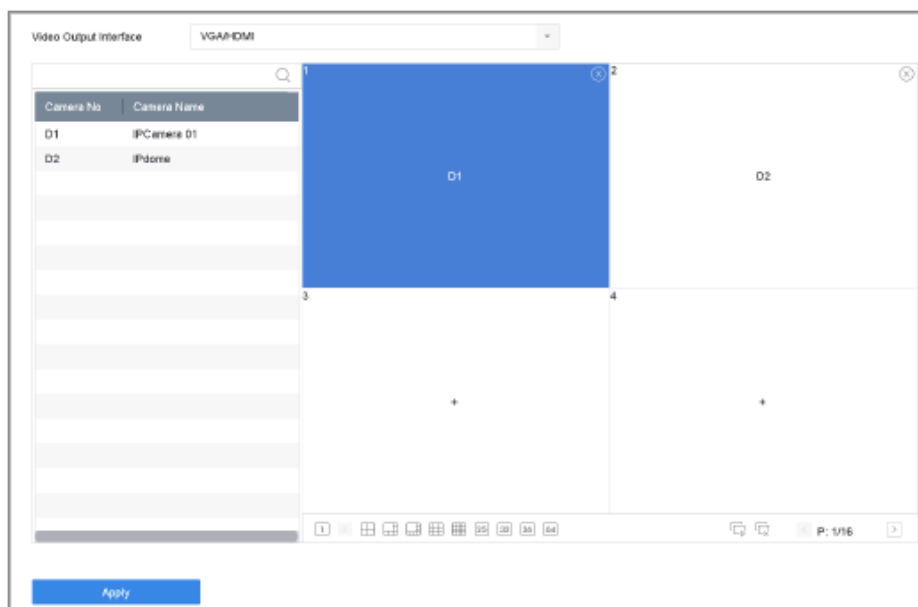 Video Output Interface VGA/HDMI
Camera No Camera Name
D1 IPCamera 01
D2 IPdome
1
D1
2
D2
3
+
4
+
1 25 32 36 64
P: 1/16
Apply